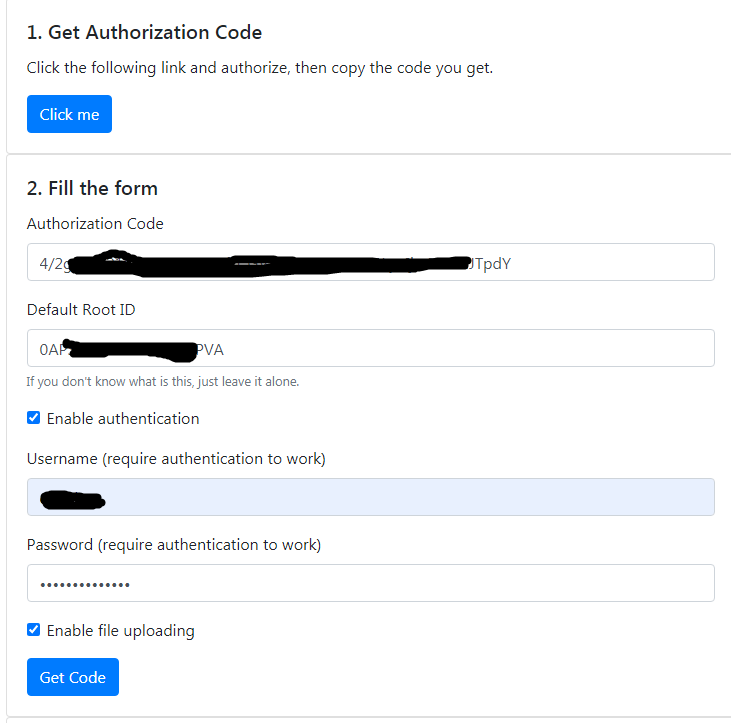 1. Get Authorization Code
Click the following link and authorize, then copy the code you get.
Click me
2. Fill the form
Authorization Code
4/2g JTpdY
Default Root ID
0AP PVA
If you don't know what is this, just leave it alone.
Enable authentication
Username (require authentication to work)
Password (require authentication to work)
••••••••••••••
Enable file uploading
Get Code